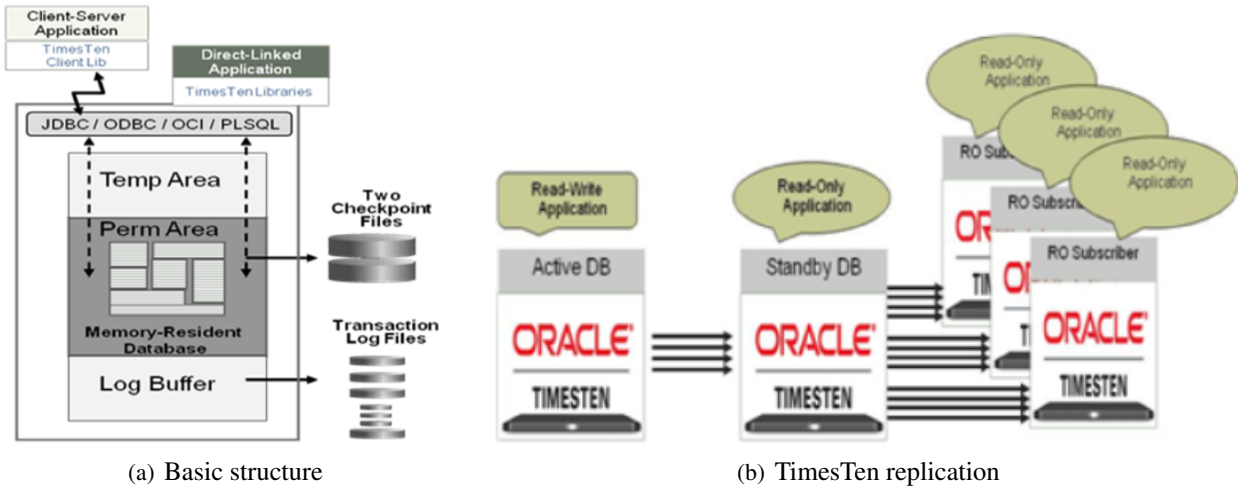 Client-Server
Application
TimesTen
Client Lib
Direct-Linked
Application
TimesTen Libraries
JDBC / ODBC / OCI / PLSQL
Temp Area
Perm Area
Memory-Resident
Database
Log Buffer
Two
Checkpoint
Files
Transaction
Log Files
(a) Basic structure
Read-Write
Application
Active DB
ORACLE
TIMESTEN
Read-Only
Application
Standby DB
ORACLE
TIMESTEN
Read-Only
Application
RO Subs
Read-Only
Application
RO Subscri
Read-Only
Application
RO Subscriber
ORACLE
TIMESTEN
(b) TimesTen replication